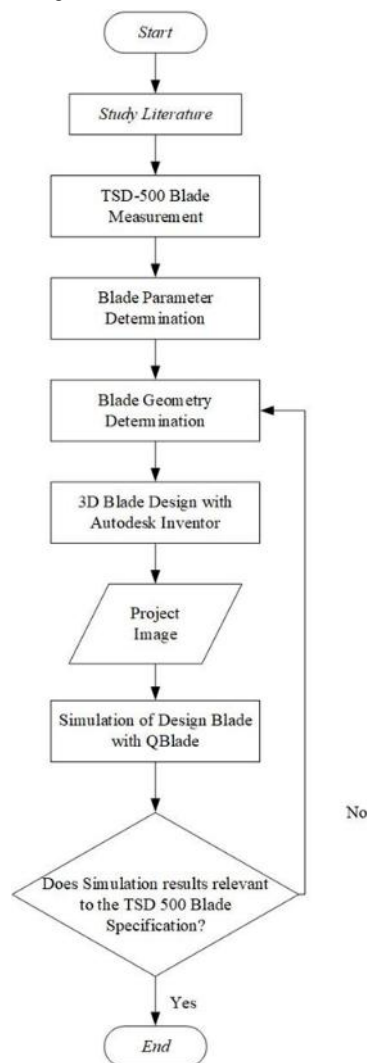 Start
Study Literature
TSD-500 Blade
Measurement
Blade Parameter
Determination
Blade Geometry
Determination
3D Blade Design with
Autodesk Inventor
Project
Image
Simulation of Design Blade
with QBlade
No
Does Simulation results relevant
to the TSD 500 Blade
Specification?
Yes
End